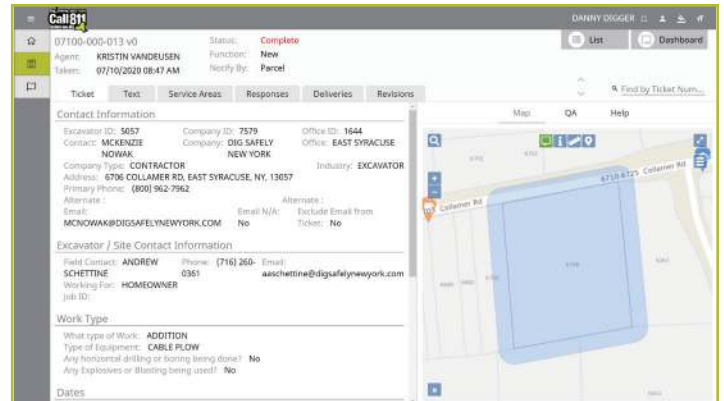 Call 811
DANNY DIGGER
07100-000-013 v0 Status: Complete
Agent: KRISTIN VANDEUSEN Function: New
Taken: 07/10/2020 08:47 AM Notify By: Parcel
List Dashboard
Find by Ticket Num...
Ticket Text Service Areas Responses Deliveries Revisions
Map QA Help
Contact Information
Excavator ID: 5057 Company ID: 7579 Office ID: 1644
Contact: MCKENZIE NOWAK Company: DIG SAFELY NEW YORK Office: EAST SYRACUSE
Company Type: CONTRACTOR Industry: EXCAVATOR
Address: 6706 COLLAMER RD, EAST SYRACUSE, NY, 13057
Primary Phone: (800) 962-7962
Alternate : Alternate :
Email: Email N/A: Exclude Email from
MCNOWAK@DIGSAFELYNEWYORK.COM No Ticket: No
Excavator / Site Contact Information
Field Contact: ANDREW SCHETTINE Phone: (716) 260-0361 Email: aaschettine@digsafelynewyork.com
Working For: HOMEOWNER
Job ID:
Work Type
What type of Work: ADDITION
Type of Equipment: CABLE PLOW
Any horizontal drilling or boring being done? No
Any Explosives or Blasting being used? No
Dates
6710-6725 Collamer Rd
Collamer Rd